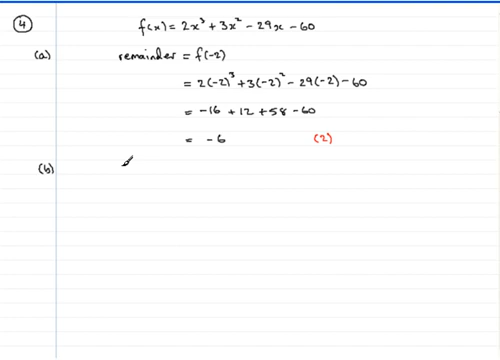 ④ f(x) = 2x³ + 3x² - 29x - 60
(a) remainder = f(-2)
= 2(-2)³ + 3(-2)² - 29(-2) - 60
= -16 + 12 + 58 - 60
= -6 (2)
(b)